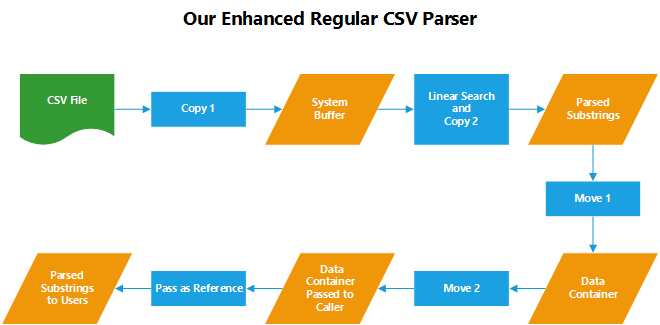 Our Enhanced Regular CSV Parser
CSV File
Copy 1
System
Buffer
Linear Search
and
Copy 2
Parsed
Substrings
Move 1
Data
Container
Move 2
Data
Container
Passed to
Caller
Pass as Reference
Parsed
Substrings
to Users